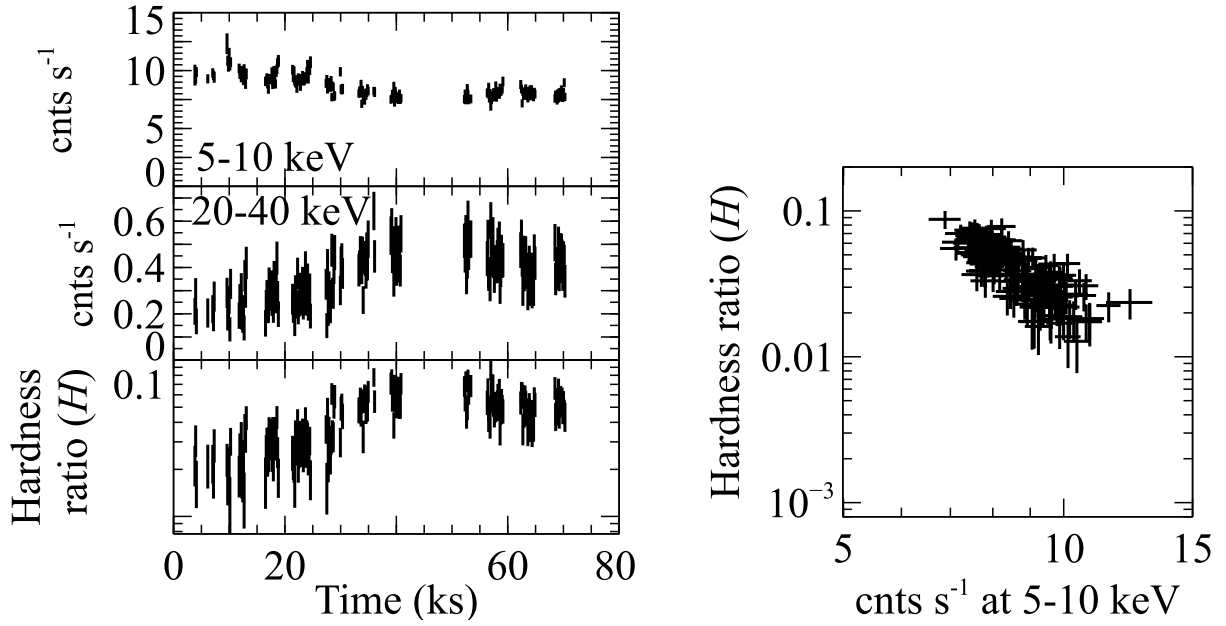 15
10
5
0
cnts s⁻¹
5-10 keV
0.6
0.4
0.2
0
cnts s⁻¹
20-40 keV
0.1
Hardness
ratio (H)
0 20 40 60 80
Time (ks)
0.1
0.01
10⁻³
Hardness ratio (H)
5 10 15
cnts s⁻¹ at 5-10 keV